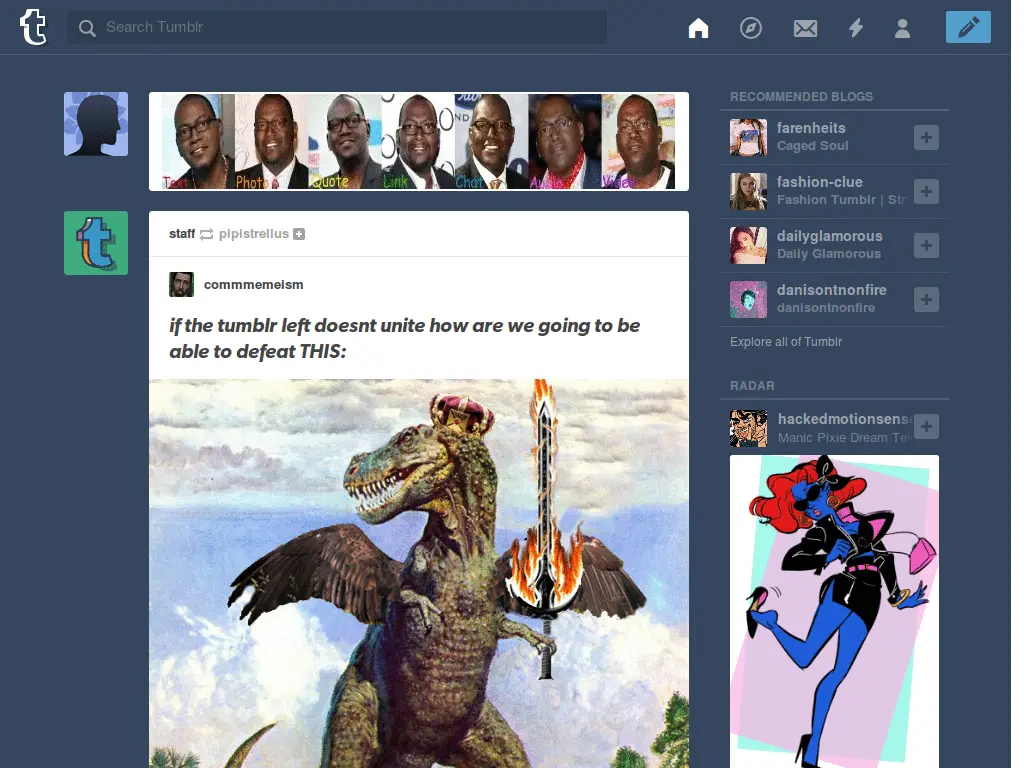 t
Search Tumblr
Text Photo Quote Link Chat Audio Video
staff pipistrellus
commmemeism
if the tumblr left doesnt unite how are we going to be
able to defeat THIS:
RECOMMENDED BLOGS
farenheits
Caged Soul
fashion-clue
Fashion Tumblr | Str
dailyglamorous
Daily Glamorous
danisontnonfire
danisontnonfire
Explore all of Tumblr
RADAR
hackedmotionsens
Manic Pixie Dream Te